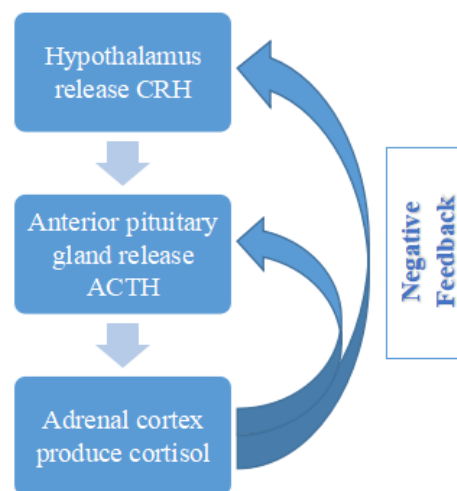 Hypothalamus
release CRH
Anterior pituitary
gland release
ACTH
Adrenal cortex
produce cortisol
Negative
Feedback